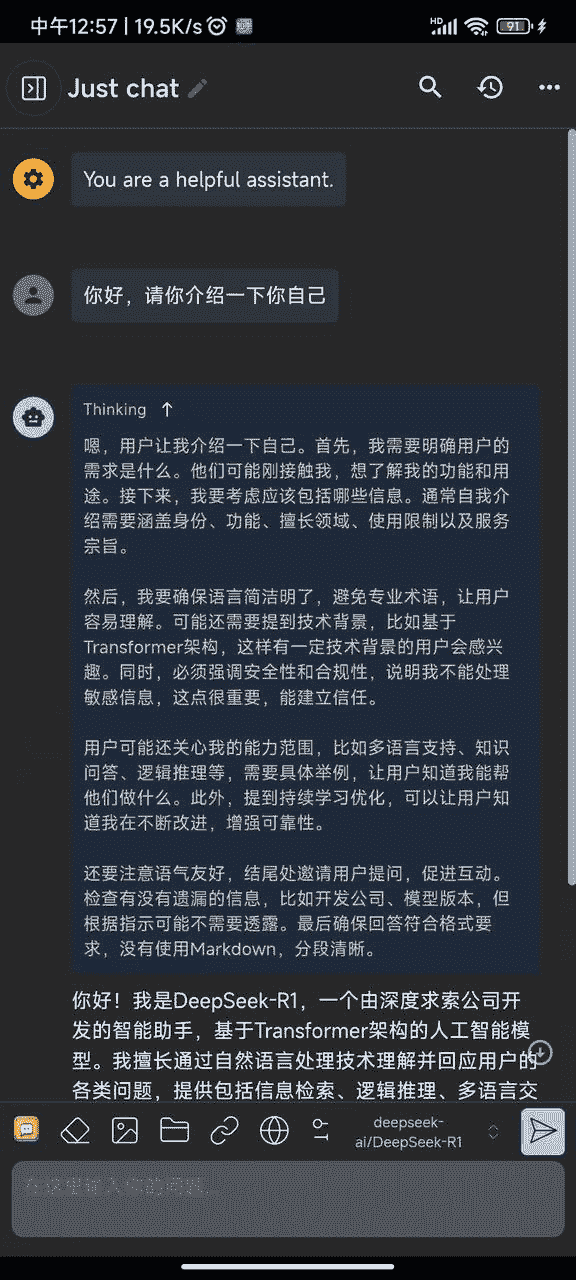 中午12:57 | 19.5K/s
HD
91
Just chat
You are a helpful assistant.
你好，请你介绍一下你自己
Thinking ↑
嗯，用户让我介绍一下自己。首先，我需要明确用户的
需求是什么。他们可能刚接触我，想了解我的功能和用
途。接下来，我要考虑应该包括哪些信息。通常自我介
绍需要涵盖身份、功能、擅长领域、使用限制以及服务
宗旨。
然后，我要确保语言简洁明了，避免专业术语，让用户
容易理解。可能还需要提到技术背景，比如基于
Transformer架构，这样有一定技术背景的用户会感兴
趣。同时，必须强调安全性和合规性，说明我不能处理
敏感信息，这点很重要，能建立信任。
用户可能还关心我的能力范围，比如多语言支持、知识
问答、逻辑推理等，需要具体举例，让用户知道我能帮
他们做什么。此外，提到持续学习优化，可以让用户知
道我在不断改进，增强可靠性。
还要注意语气友好，结尾处邀请用户提问，促进互动。
检查有没有遗漏的信息，比如开发公司、模型版本，但
根据指示可能不需要透露。最后确保回答符合格式要
求，没有使用Markdown，分段清晰。
你好！我是DeepSeek-R1，一个由深度求索公司开
发的智能助手，基于Transformer架构的人工智能模
型。我擅长通过自然语言处理技术理解并回应用户的
各类问题，提供包括信息检索、逻辑推理、多语言交
deepseek-
ai/DeepSeek-R1
在这里输入你的问题...